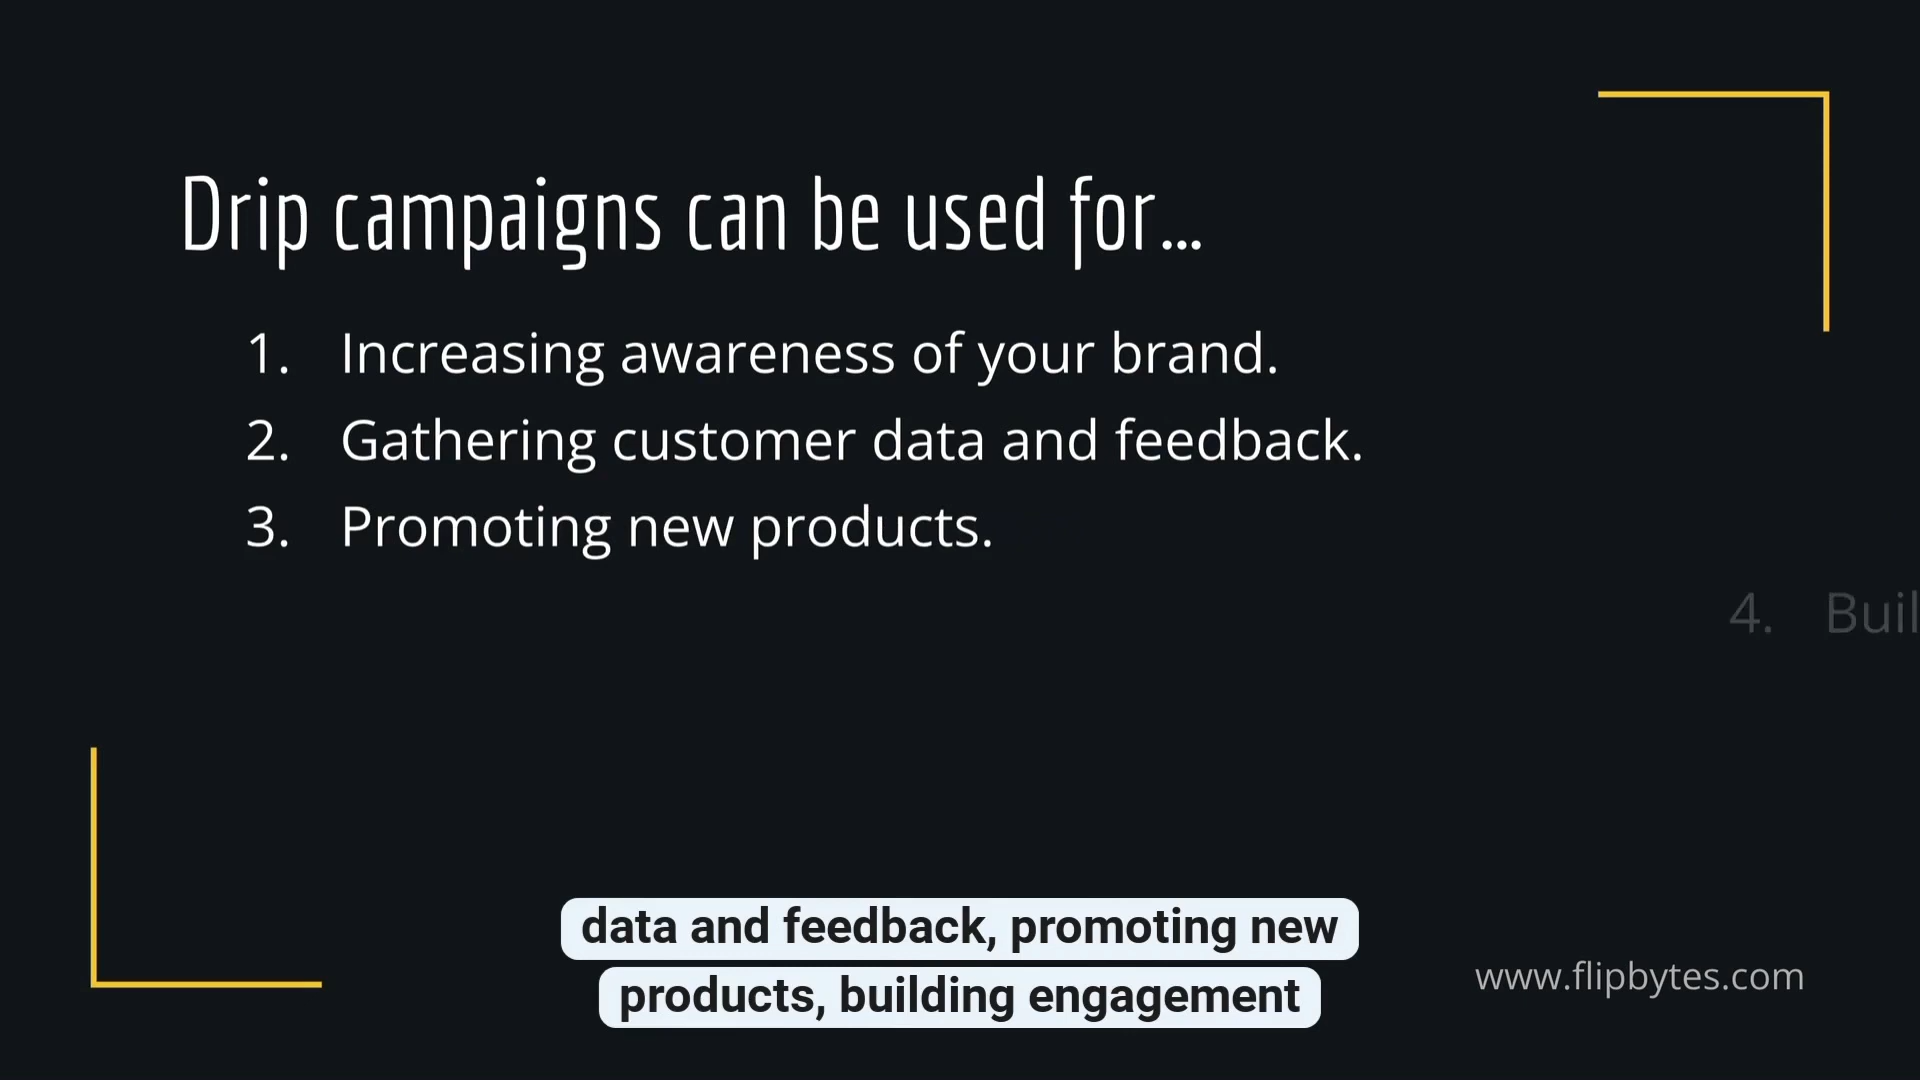 Drip campaigns can be used for...
1. Increasing awareness of your brand.
2. Gathering customer data and feedback.
3. Promoting new products.
4. Buil
data and feedback, promoting new
products, building engagement
www.flipbytes.com